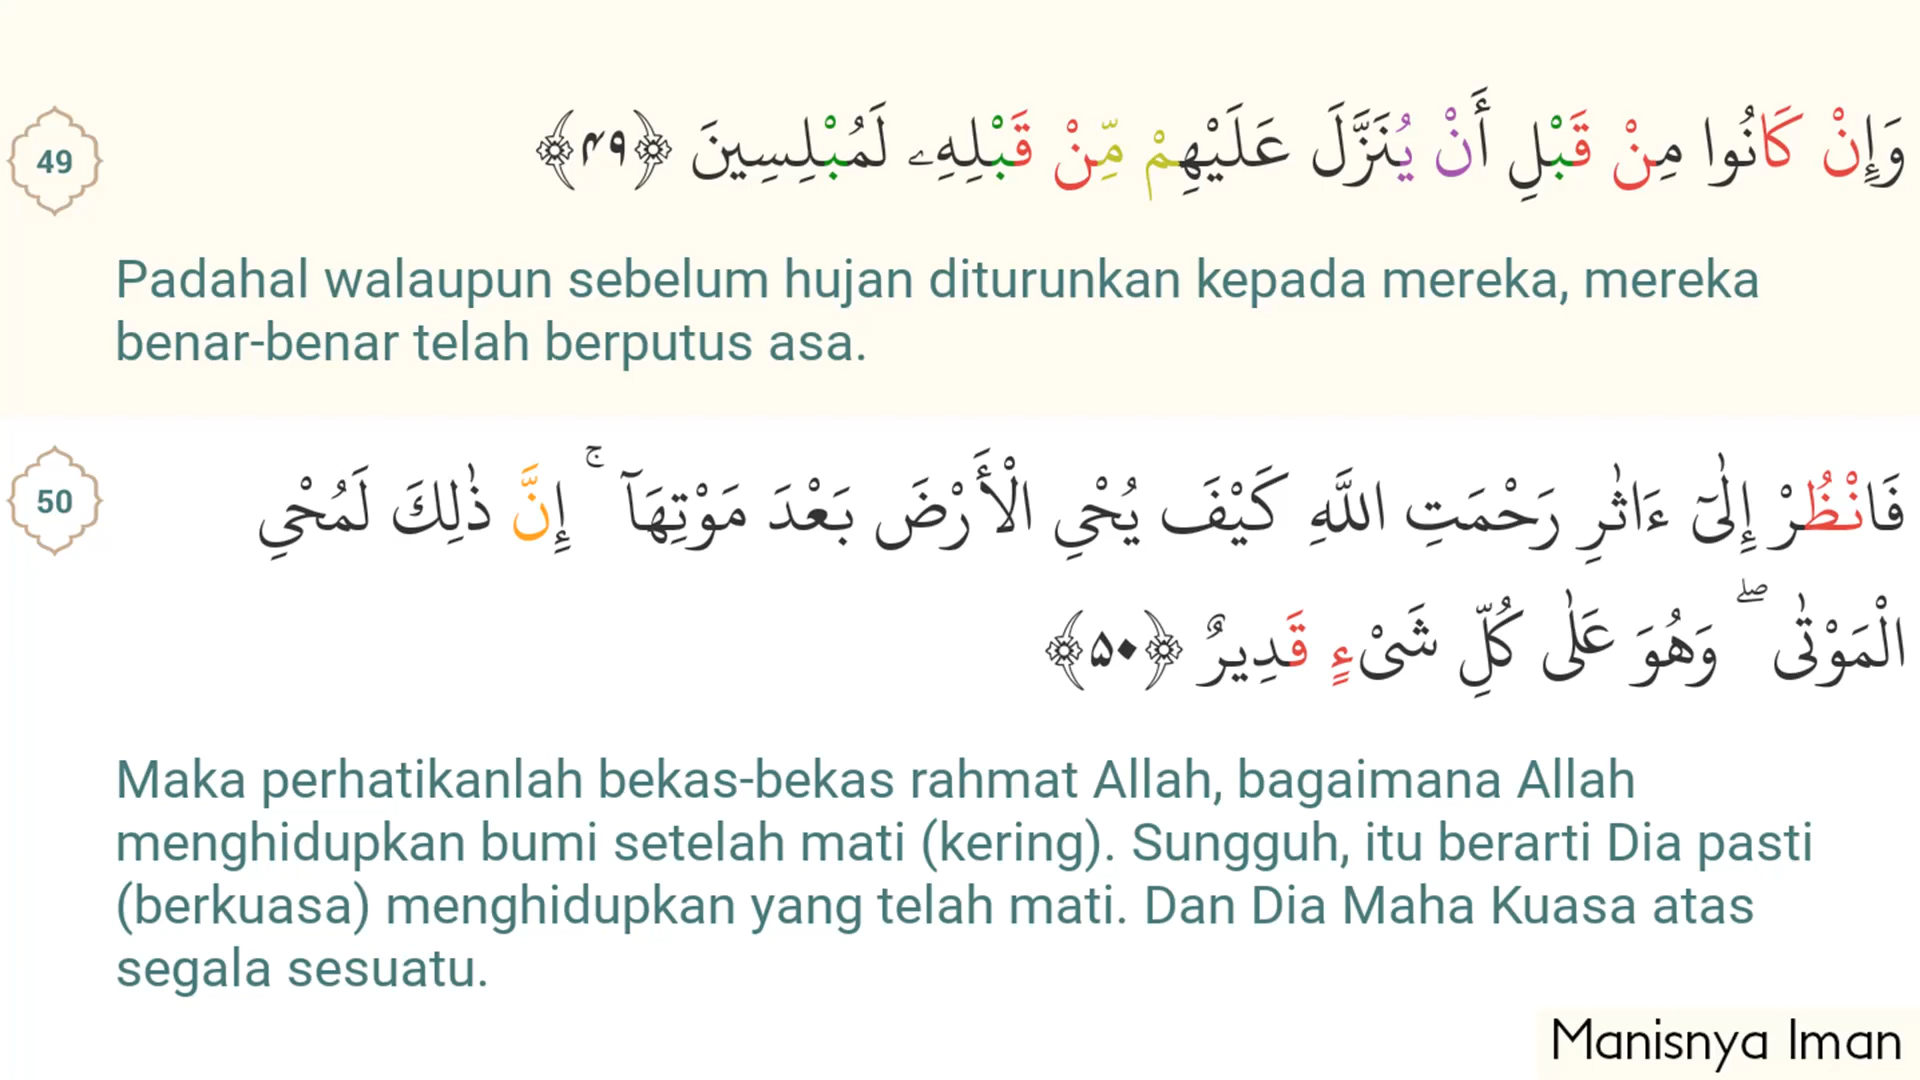 49
وَإِنْ كَانُوا مِنْ قَبْلِ أَنْ يُنَزَّلَ عَلَيْهِمْ مِّنْ قَبْلِهِۦ لَمُبْلِسِينَ ﴿۴۹﴾
Padahal walaupun sebelum hujan diturunkan kepada mereka, mereka
benar-benar telah berputus asa.
50
فَانْظُرْ إِلَىٰٓ ءَاثٰرِ رَحْمَتِ اللَّهِ كَيْفَ يُحْىِ الْأَرْضَ بَعْدَ مَوْتِهَآ ۚ إِنَّ ذٰلِكَ لَمُحْىِ
الْمَوْتٰى ۖ وَهُوَ عَلٰى كُلِّ شَىْءٍ قَدِيرٌ ﴿۵۰﴾
Maka perhatikanlah bekas-bekas rahmat Allah, bagaimana Allah
menghidupkan bumi setelah mati (kering). Sungguh, itu berarti Dia pasti
(berkuasa) menghidupkan yang telah mati. Dan Dia Maha Kuasa atas
segala sesuatu.
Manisnya Iman